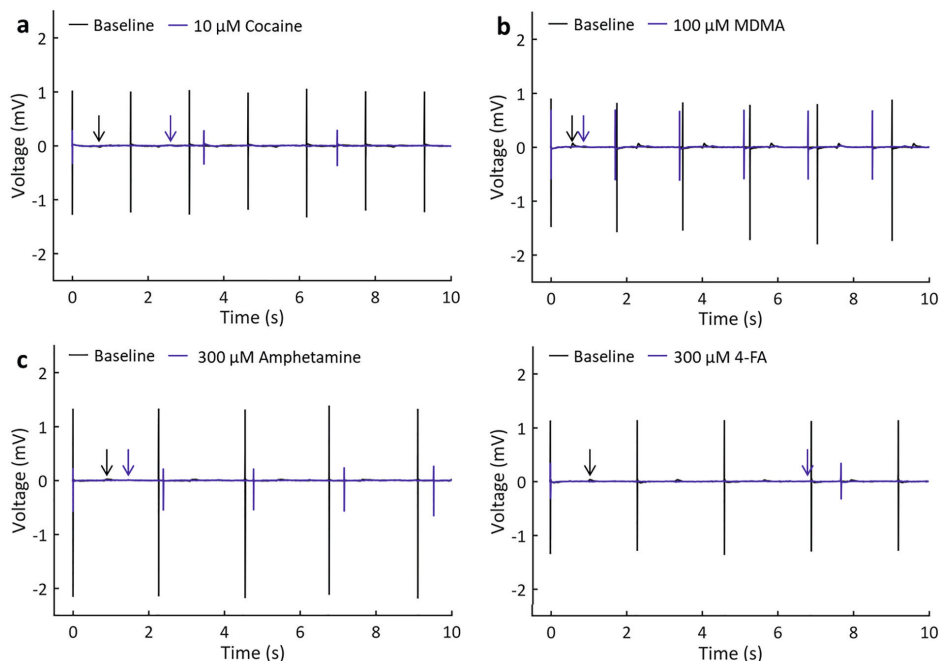 a
Baseline 10 µM Cocaine
2
1
0
-1
-2
Voltage (mV)
0 2 4 6 8 10
Time (s)
b
Baseline 100 µM MDMA
2
1
0
-1
-2
Voltage (mV)
0 2 4 6 8 10
Time (s)
c
Baseline 300 µM Amphetamine
2
1
0
-1
-2
Voltage (mV)
0 2 4 6 8 10
Time (s)
Baseline 300 µM 4-FA
2
1
0
-1
-2
Voltage (mV)
0 2 4 6 8 10
Time (s)